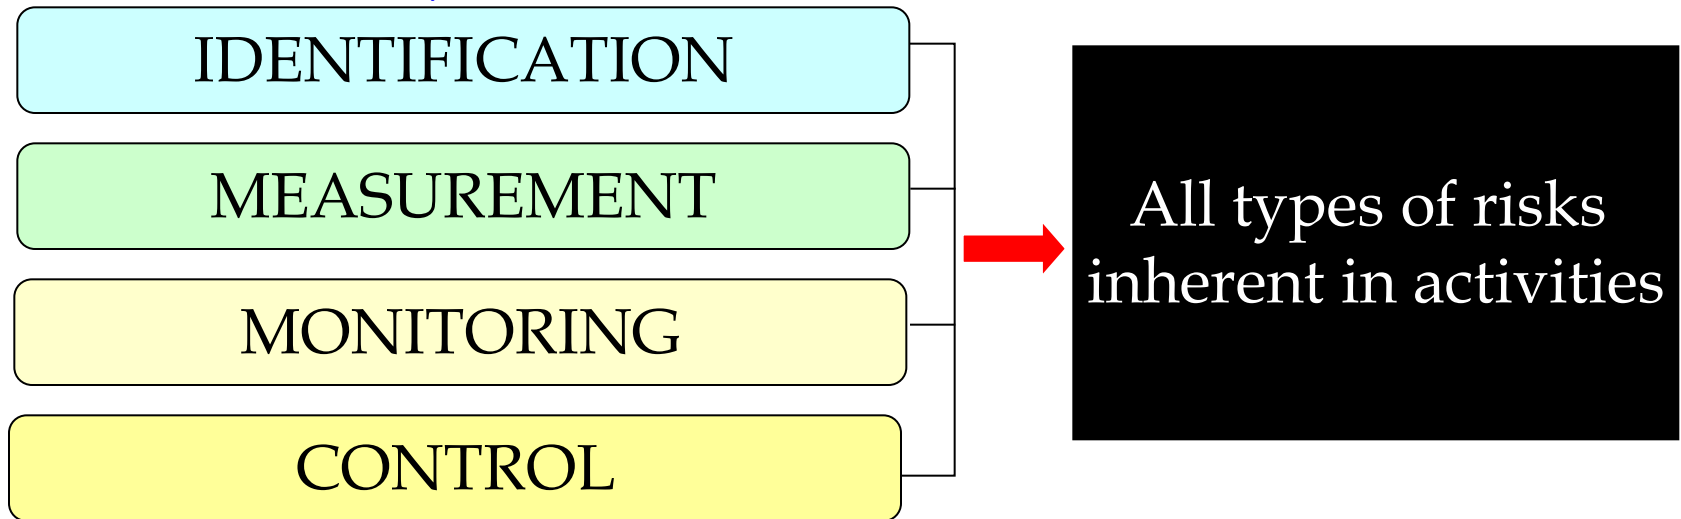 IDENTIFICATION
MEASUREMENT
MONITORING
CONTROL
All types of risks
inherent in activities